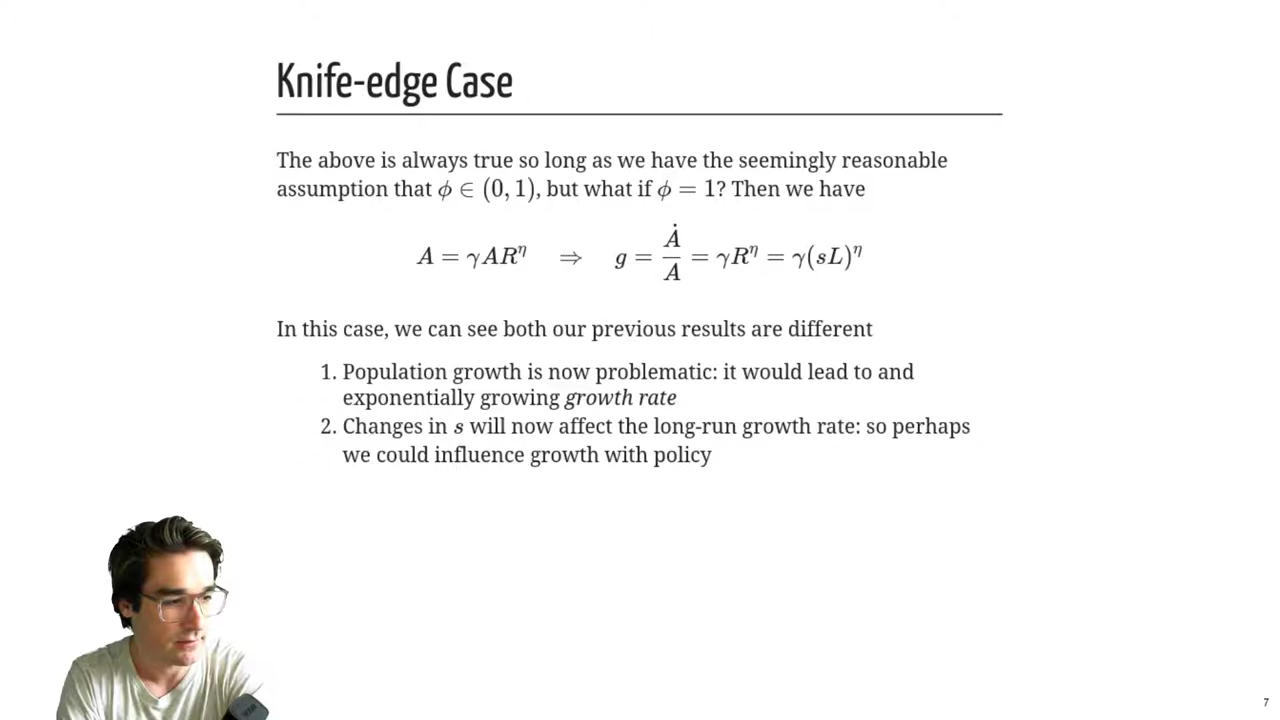 Knife-edge Case
The above is always true so long as we have the seemingly reasonable
assumption that ϕ ∈ (0, 1), but what if ϕ = 1? Then we have
A = γAR^η ⇒ g = Ȧ/A = γR^η = γ(sL)^η
In this case, we can see both our previous results are different
1. Population growth is now problematic: it would lead to and
exponentially growing growth rate
2. Changes in s will now affect the long-run growth rate: so perhaps
we could influence growth with policy
7